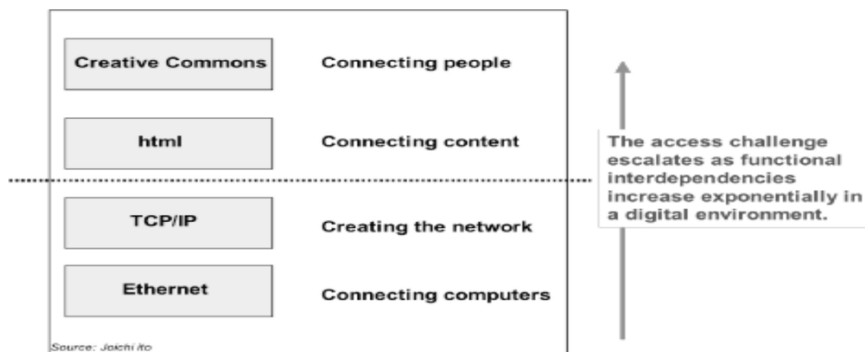 Creative Commons Connecting people
html Connecting content
The access challenge
escalates as functional
interdependencies
increase exponentially in
a digital environment.
TCP/IP Creating the network
Ethernet Connecting computers
Source: Joichi Ito